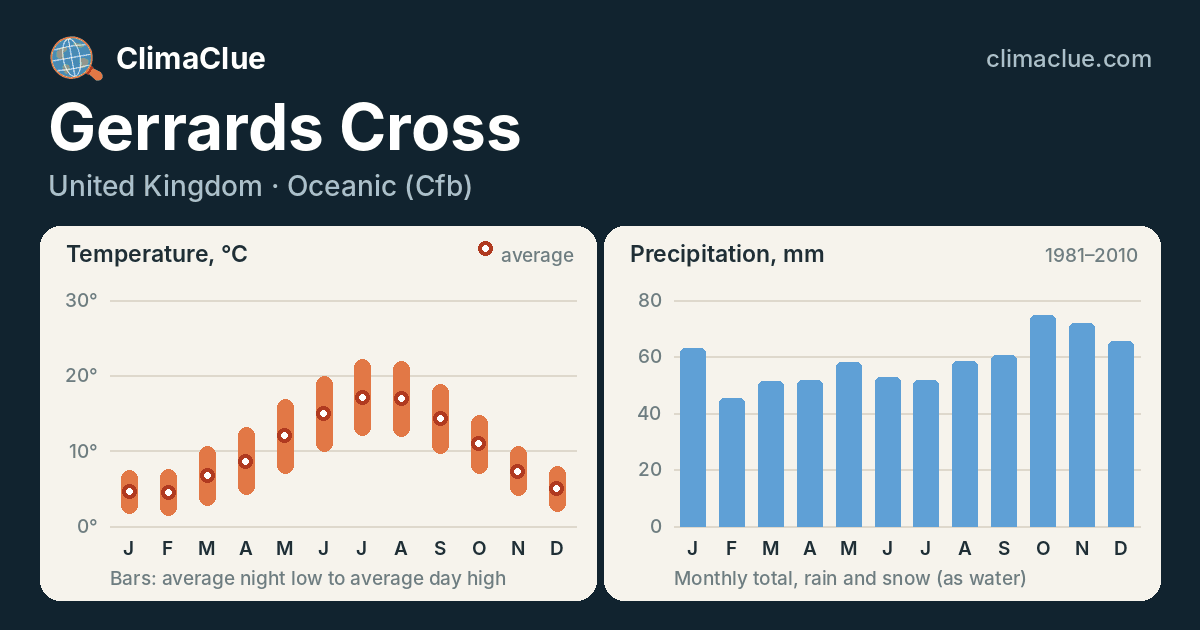 ClimaClue
climaclue.com
Gerrards Cross
United Kingdom · Oceanic (Cfb)
Temperature, °C
average
30°
20°
10°
0°
J F M A M J J A S O N D
Bars: average night low to average day high
Precipitation, mm
1981–2010
80
60
40
20
0
J F M A M J J A S O N D
Monthly total, rain and snow (as water)